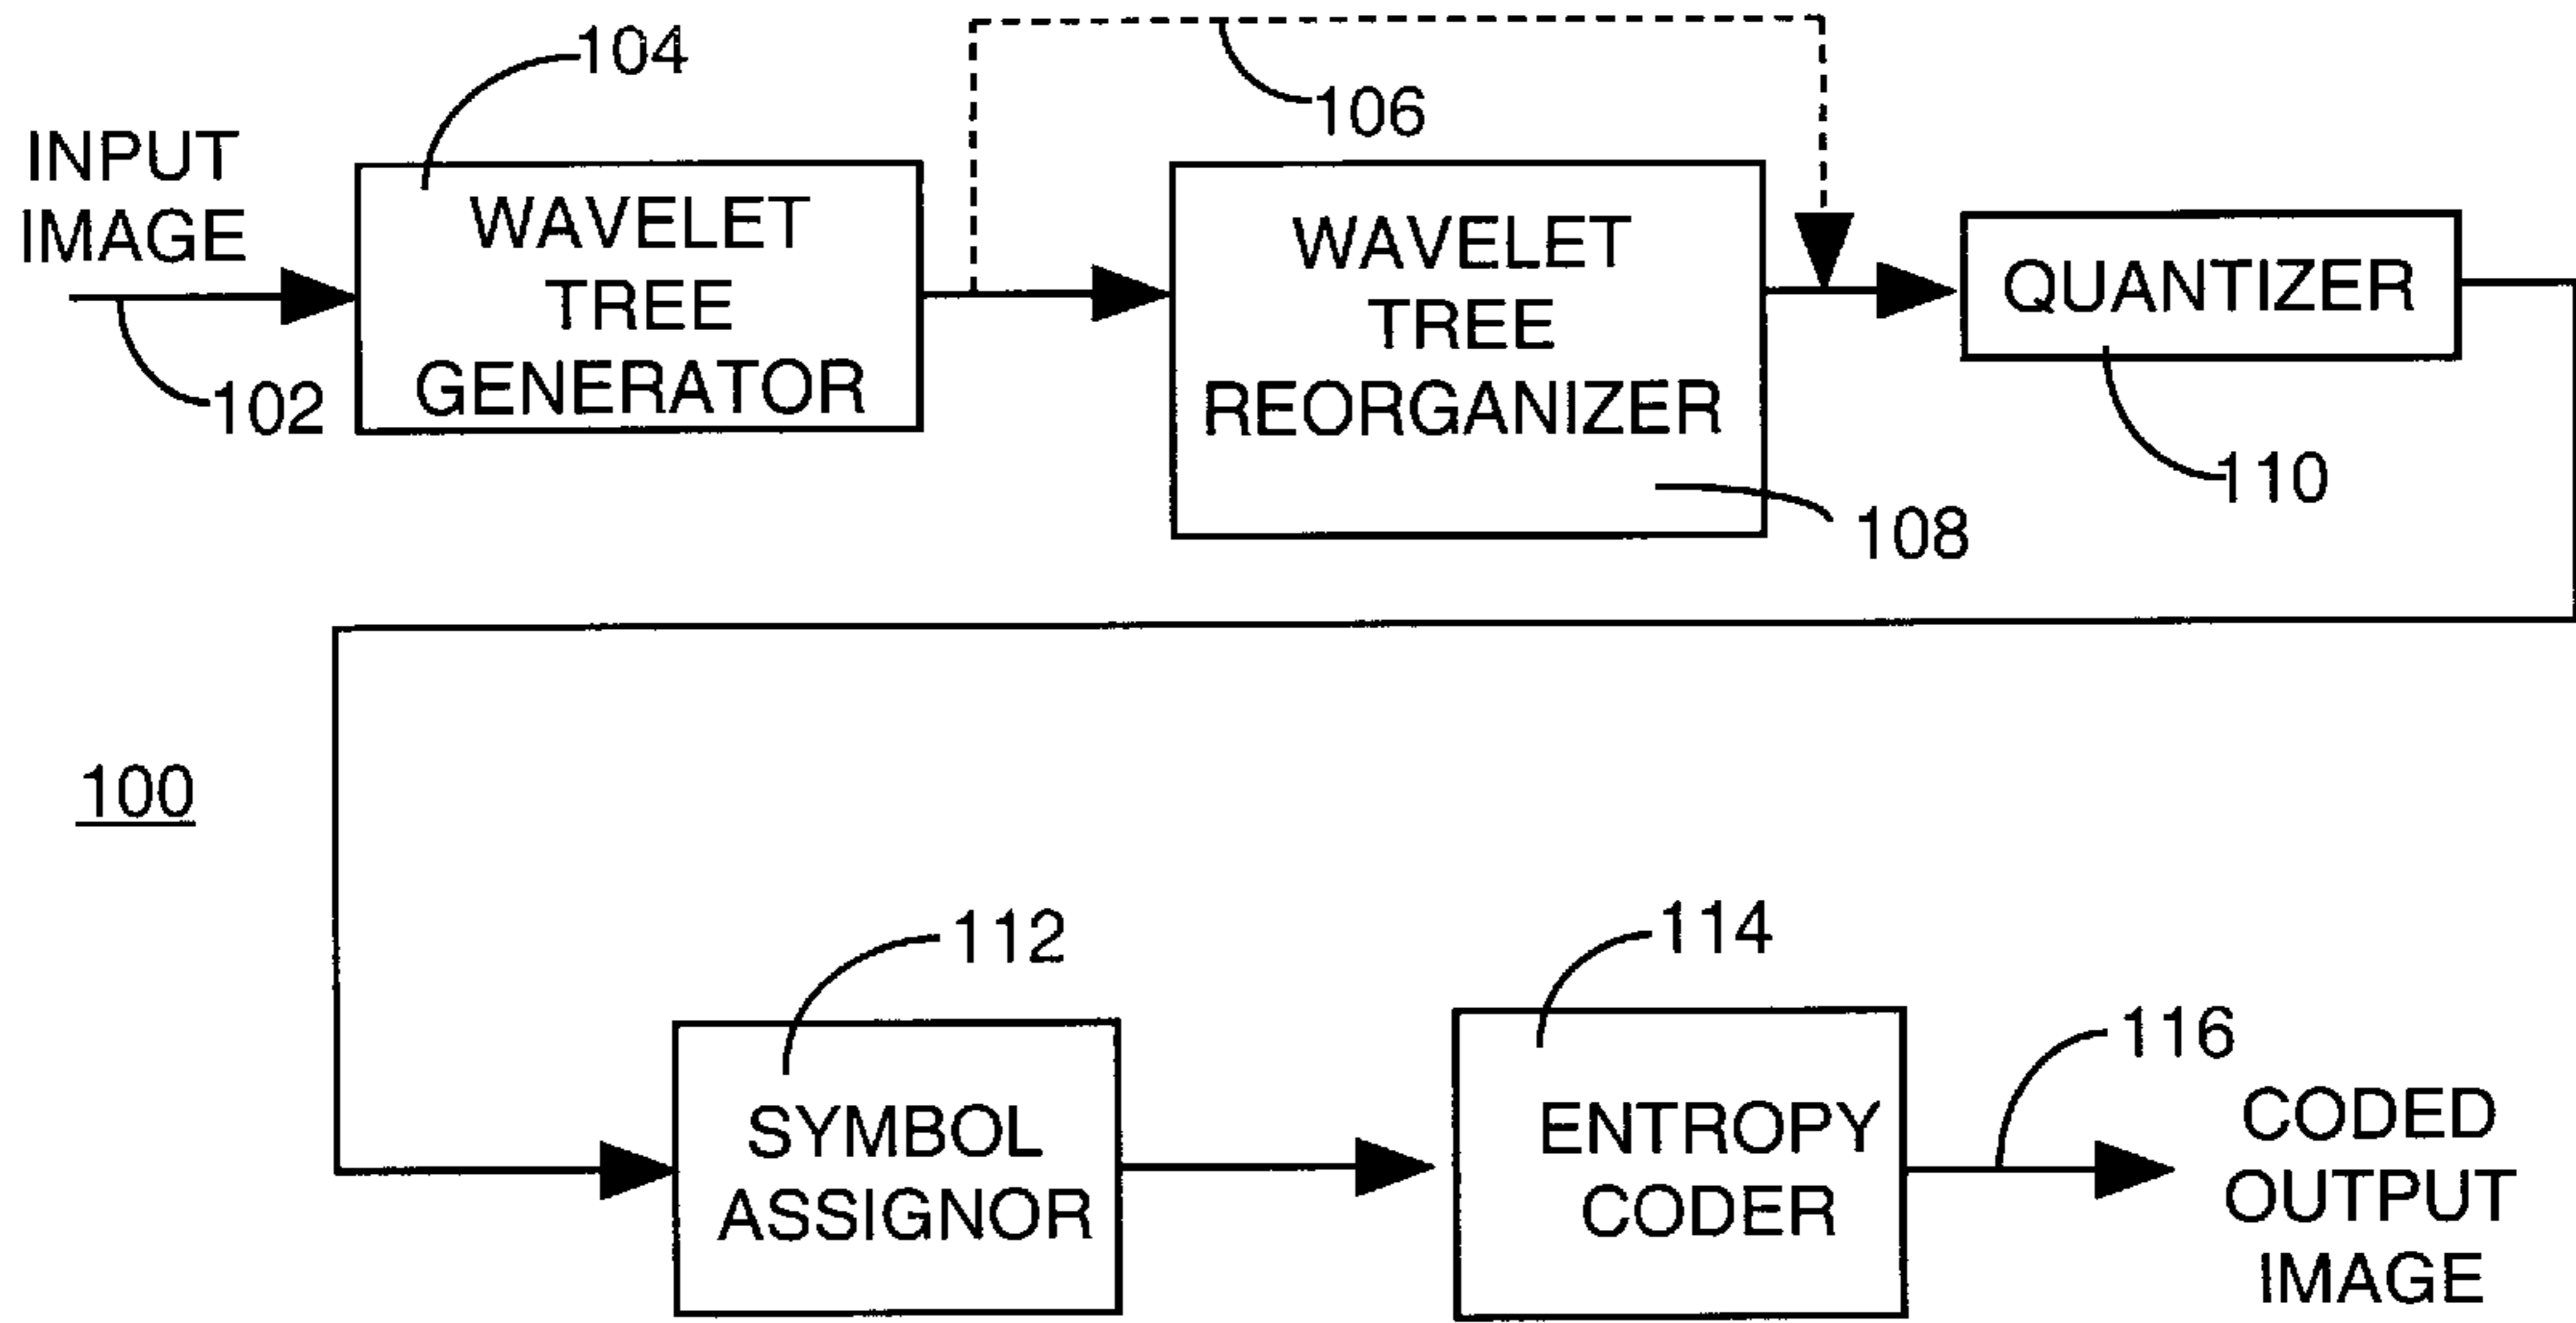 104
106
INPUT
IMAGE
102
WAVELET
TREE
GENERATOR
WAVELET
TREE
REORGANIZER
108
QUANTIZER
110
100
112
SYMBOL
ASSIGNOR
114
ENTROPY
CODER
116
CODED
OUTPUT
IMAGE